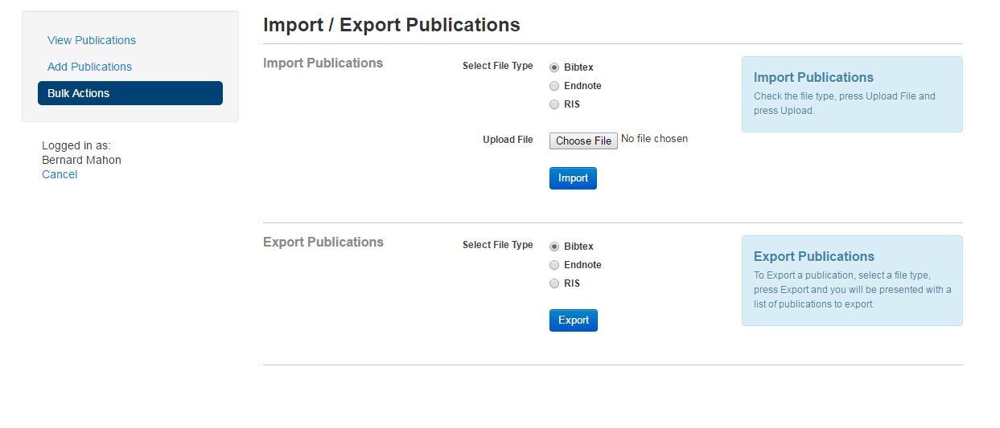 View Publications
Add Publications
Bulk Actions
Logged in as:
Bernard Mahon
Cancel
Import / Export Publications
Import Publications
Select File Type
Bibtex
Endnote
RIS
Upload File
Choose File No file chosen
Import
Import Publications
Check the file type, press Upload File and
press Upload.
Export Publications
Select File Type
Bibtex
Endnote
RIS
Export
Export Publications
To Export a publication, select a file type,
press Export and you will be presented with a
list of publications to export.